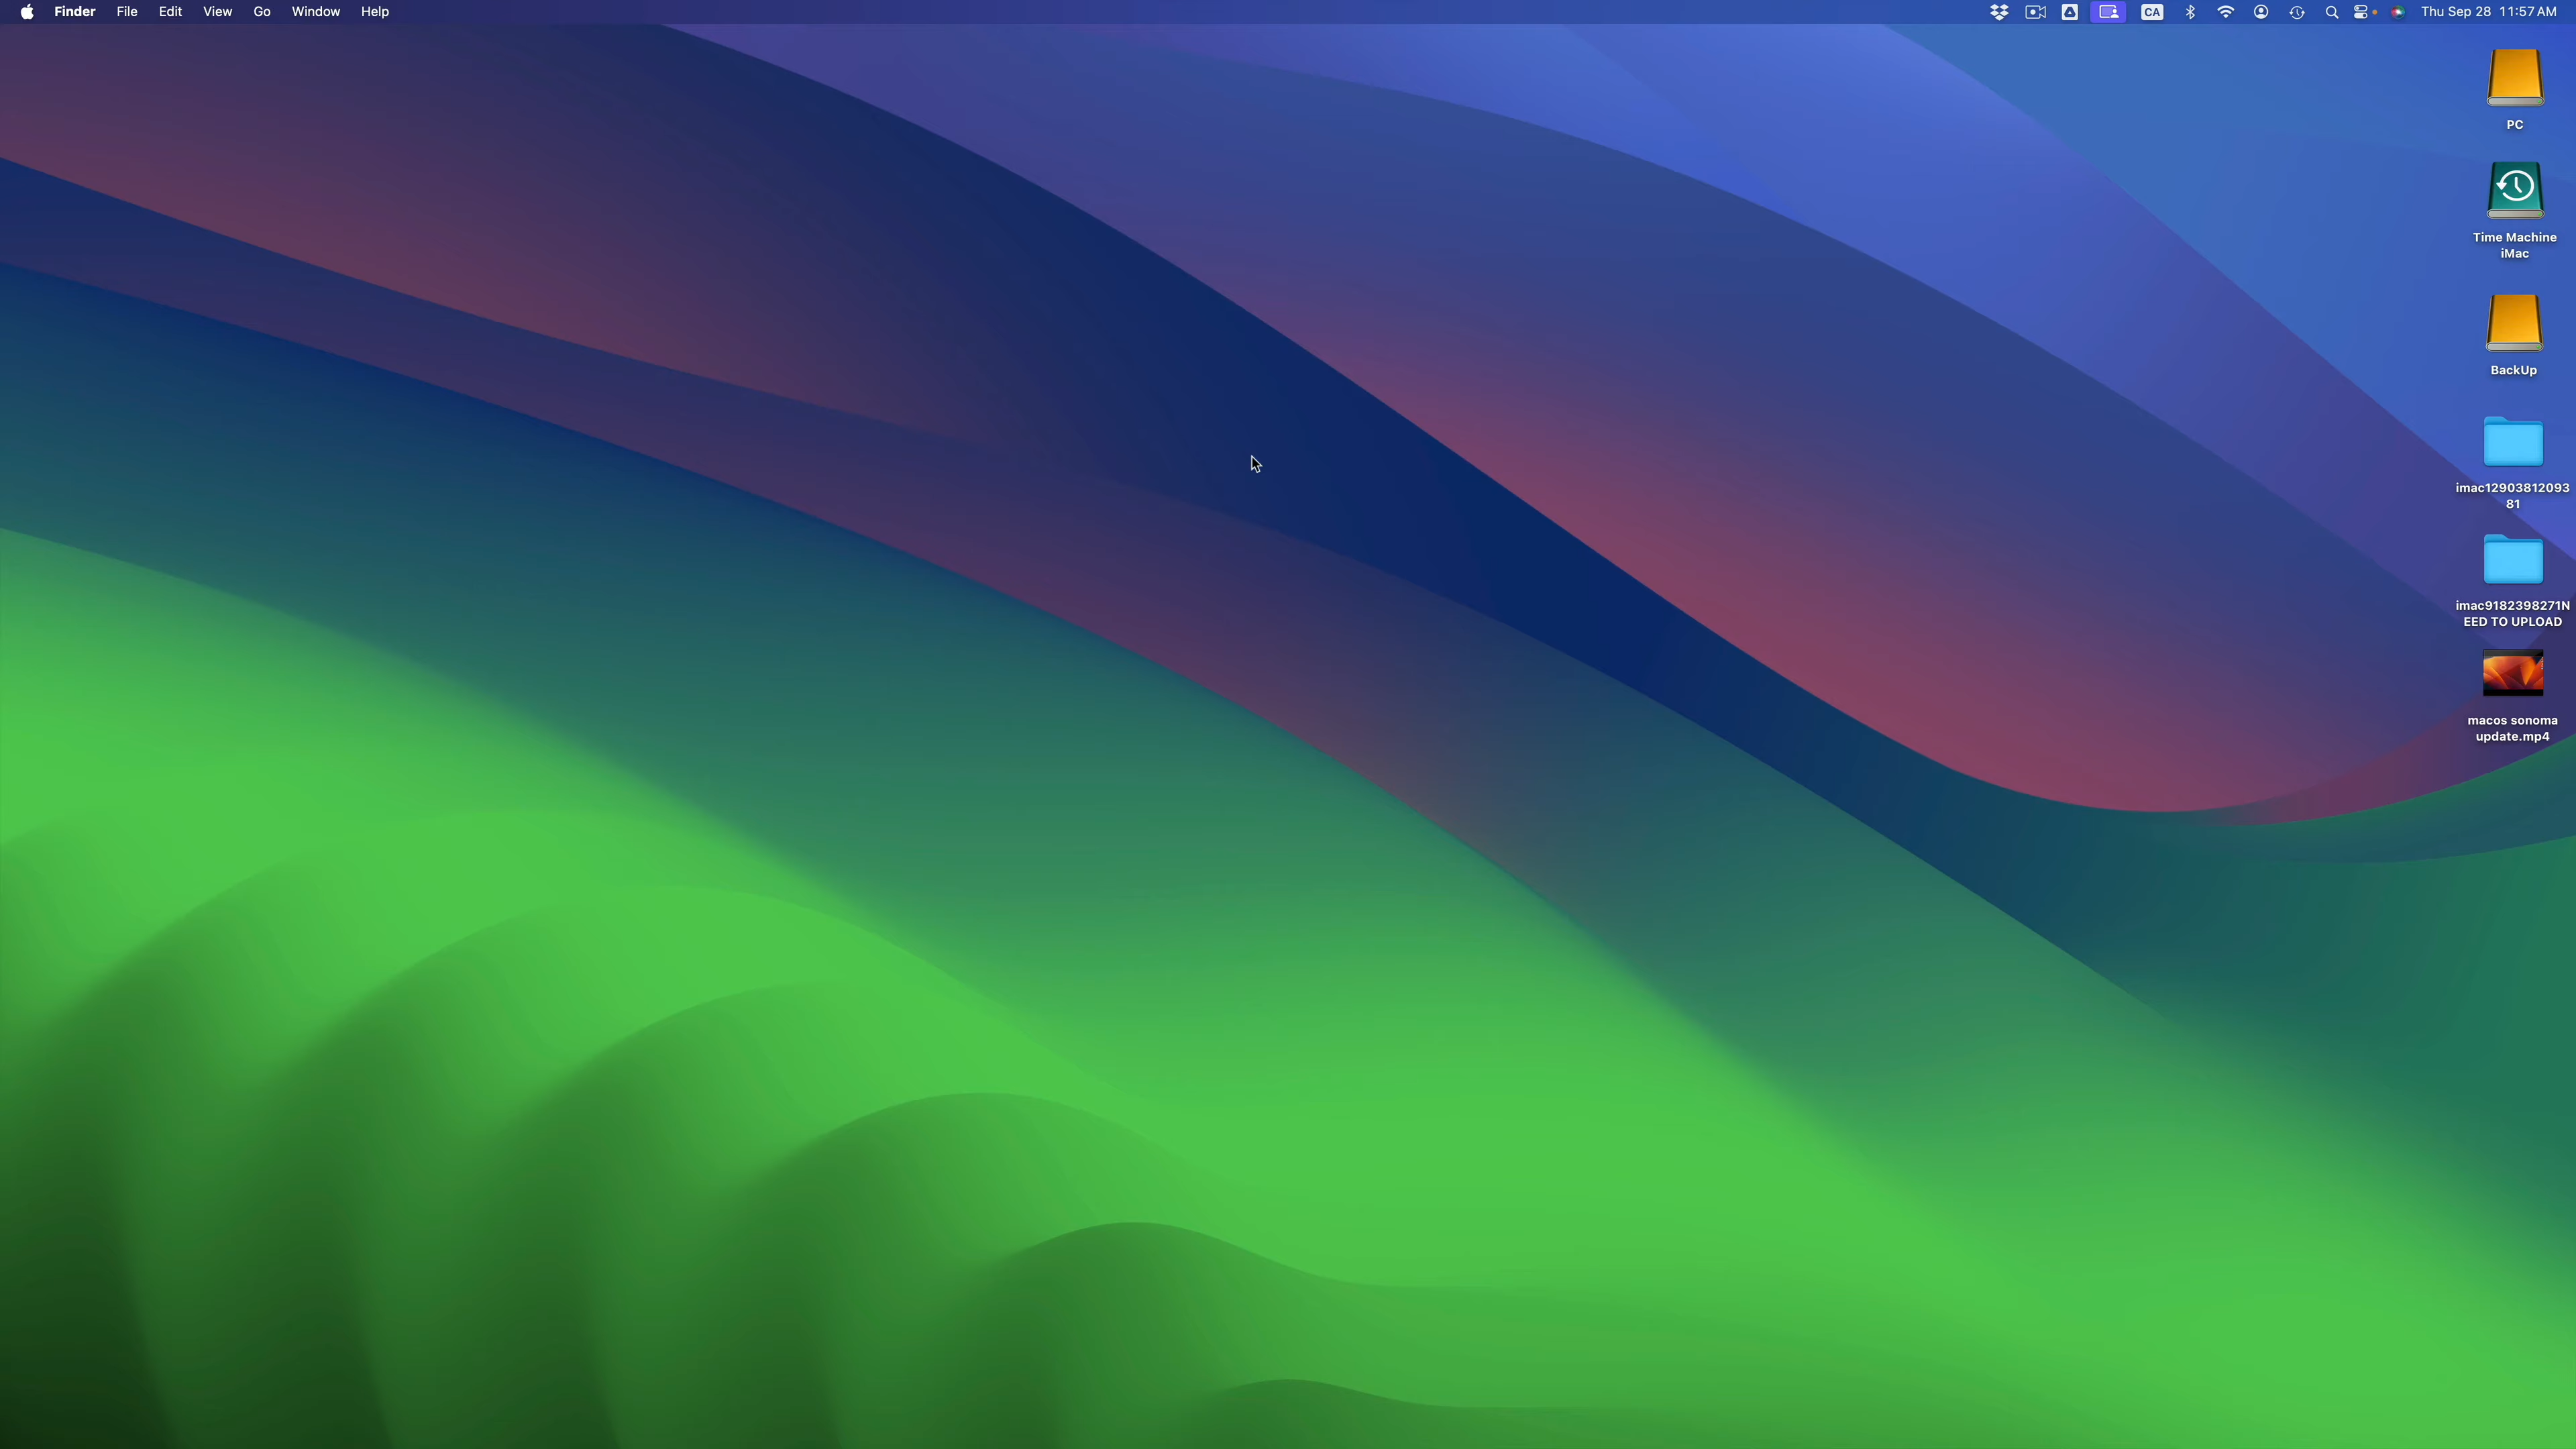 Finder File Edit View Go Window Help CA Thu Sep 28 11:57 AM
PC
Time Machine
iMac
BackUp
imac12903812093
81
imac9182398271N
EED TO UPLOAD
macos sonoma
update.mp4